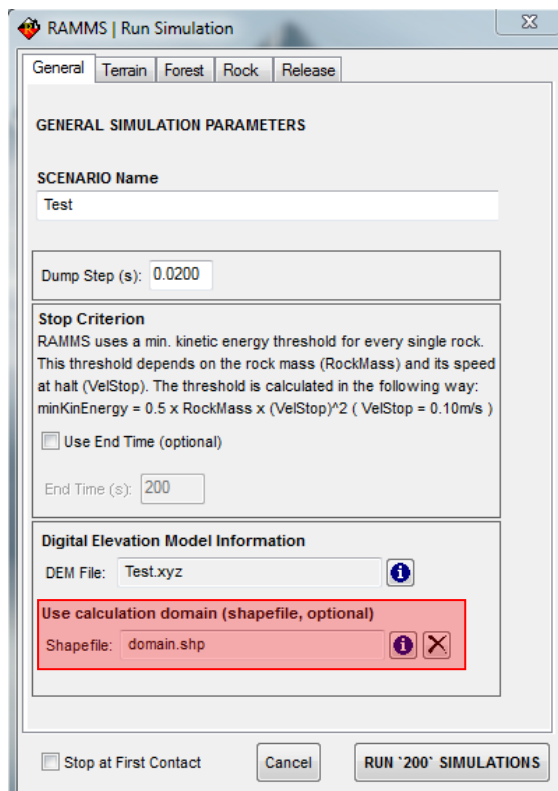 RAMMS | Run Simulation
General Terrain Forest Rock Release
GENERAL SIMULATION PARAMETERS
SCENARIO Name
Test
Dump Step (s): 0.0200
Stop Criterion
RAMMS uses a min. kinetic energy threshold for every single rock.
This threshold depends on the rock mass (RockMass) and its speed
at halt (VelStop). The threshold is calculated in the following way:
minKinEnergy = 0.5 x RockMass x (VelStop)^2 ( VelStop = 0.10m/s )
Use End Time (optional)
End Time (s): 200
Digital Elevation Model Information
DEM File: Test.xyz
Use calculation domain (shapefile, optional)
Shapefile: domain.shp
Stop at First Contact Cancel RUN `200` SIMULATIONS